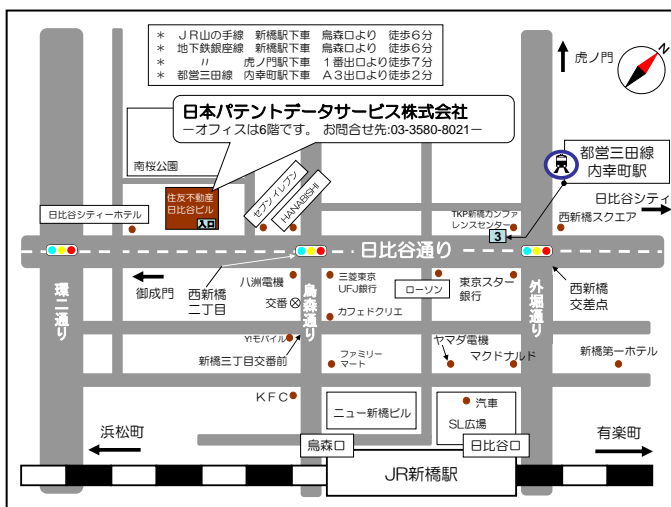 ＊ ＪＲ山の手線 新橋駅下車 烏森口より 徒歩６分
＊ 地下鉄銀座線 新橋駅下車 烏森口より 徒歩６分
＊ 〃 虎ノ門駅下車 １番出口より徒歩７分
＊ 都営三田線 内幸町駅下車 Ａ３出口より徒歩２分
虎ノ門
N
日本パテントデータサービス株式会社
－オフィスは6階です。 お問合せ先:03-3580-8021－
都営三田線
内幸町駅
南桜公園
住友不動産
日比谷ビル
入口
セブンイレブン
HANABISHI
日比谷シティーホテル
TKP新橋カンファ
レンスセンター
3
西新橋スクエア
日比谷シティ
日比谷通り
御成門
西新橋
二丁目
八洲電機
交番
三菱東京
UFJ銀行
カフェドクリエ
ローソン
東京スター
銀行
西新橋
交差点
環二通り
烏森通り
外堀通り
Y!モバイル
新橋三丁目交番前
ファミリー
マート
ヤマダ電機
マクドナルド
新橋第一ホテル
ＫＦＣ
ニュー新橋ビル
汽車
SL広場
浜松町
烏森口
日比谷口
有楽町
JR新橋駅